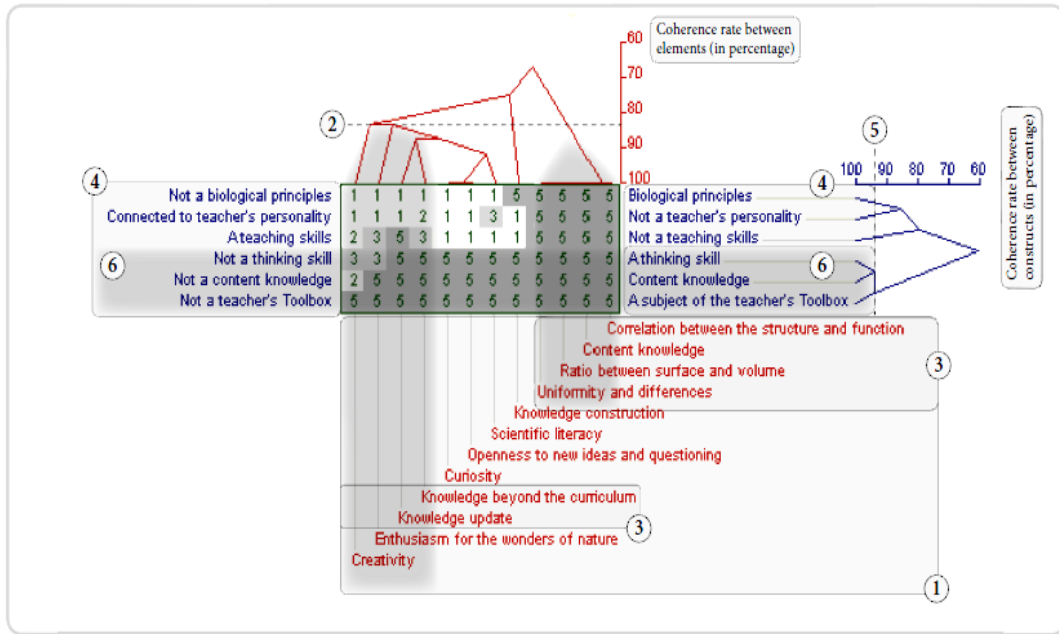 Coherence rate between
elements (in percentage)
60
70
80
90
100
2
5
100 90 80 70 60
Coherence rate between
constructs (in percentage)
4
Not a biological principles 1 1 1 1 1 1 1 5 5 5 5 5 Biological principles
4
Connected to teacher's personality 1 1 1 2 1 1 3 1 5 5 5 5 Not a teacher's personality
A teaching skills 2 3 5 3 1 1 1 1 5 5 5 5 Not a teaching skills
6
Not a thinking skill 3 3 5 5 5 5 5 5 5 5 5 5 A thinking skill
6
Not a content knowledge 2 5 5 5 5 5 5 5 5 5 5 5 Content knowledge
Not a teacher's Toolbox 5 5 5 5 5 5 5 5 5 5 5 5 A subject of the teacher's Toolbox
Correlation between the structure and function
Content knowledge
Ratio between surface and volume
3
Uniformity and differences
Knowledge construction
Scientific literacy
Openness to new ideas and questioning
Curiosity
Knowledge beyond the curriculum
Knowledge update
3
Enthusiasm for the wonders of nature
Creativity
1